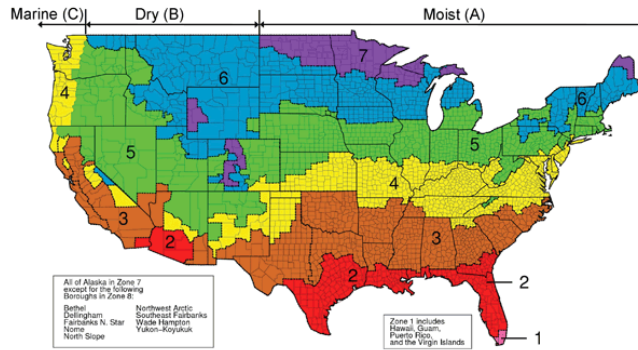 Marine (C) Dry (B) Moist (A)
7
6
6
4
5
5
4
3
3
2
2
2
1
All of Alaska in Zone 7
except for the following
Boroughs in Zone 8:
Bethel Northwest Arctic
Dellingham Southeast Fairbanks
Fairbanks N. Star Wade Hampton
Nome Yukon-Koyukuk
North Slope
Zone 1 includes
Hawaii, Guam,
Puerto Rico,
and the Virgin Islands